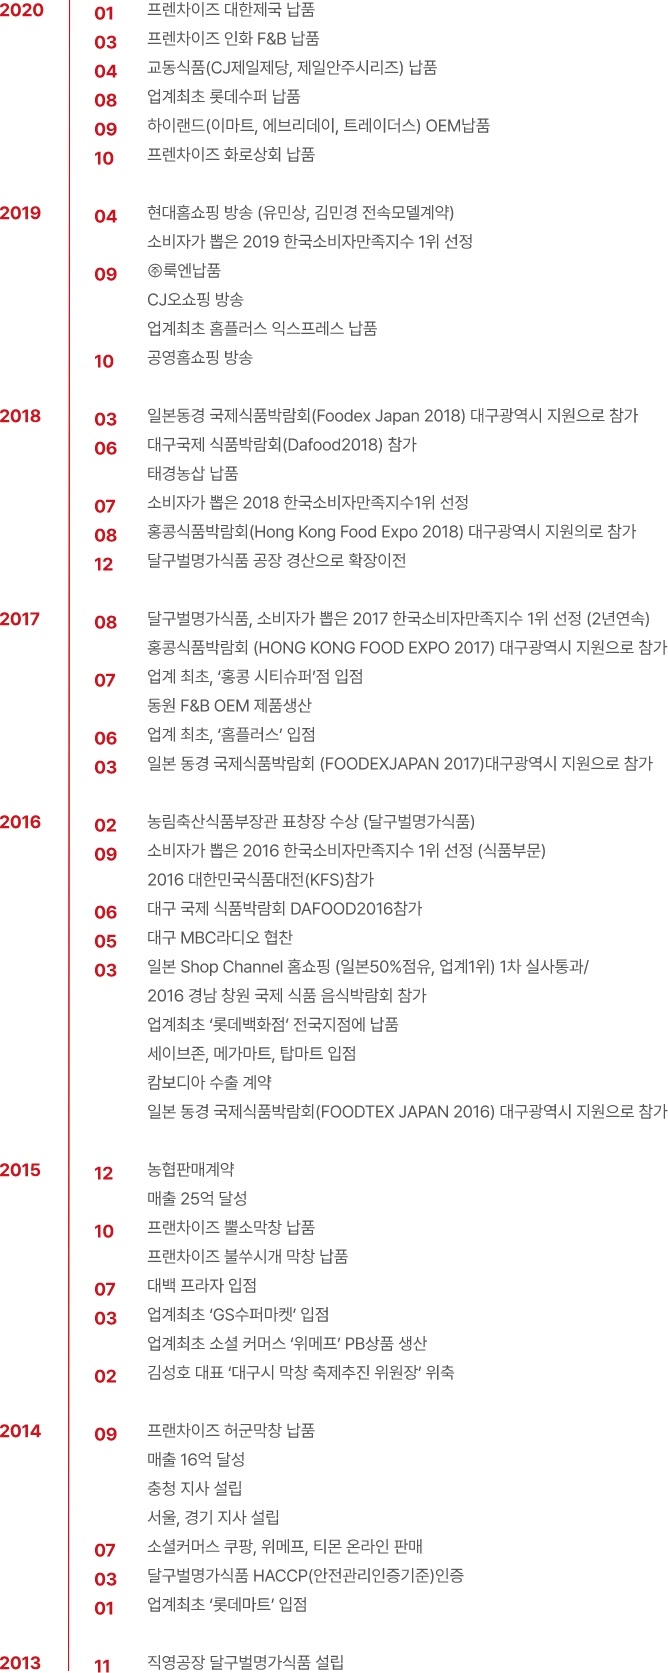 2020 01 프렌차이즈 대한제국 납품
03 프렌차이즈 인화 F&B 납품
04 교동식품(CJ제일제당, 제일안주시리즈) 납품
08 업계최초 롯데수퍼 납품
09 하이랜드(이마트, 에브리데이, 트레이더스) OEM납품
10 프렌차이즈 화로상회 납품
2019 04 현대홈쇼핑 방송 (유민상, 김민경 전속모델계약)
소비자가 뽑은 2019 한국소비자만족지수 1위 선정
09 ㈜룩엔납품
CJ오쇼핑 방송
업계최초 홈플러스 익스프레스 납품
10 공영홈쇼핑 방송
2018 03 일본동경 국제식품박람회(Foodex Japan 2018) 대구광역시 지원으로 참가
06 대구국제 식품박람회(Dafood2018) 참가
태경농삽 납품
07 소비자가 뽑은 2018 한국소비자만족지수1위 선정
08 홍콩식품박람회(Hong Kong Food Expo 2018) 대구광역시 지원의로 참가
12 달구벌명가식품 공장 경산으로 확장이전
2017 08 달구벌명가식품, 소비자가 뽑은 2017 한국소비자만족지수 1위 선정 (2년연속)
홍콩식품박람회 (HONG KONG FOOD EXPO 2017) 대구광역시 지원으로 참가
07 업계 최초, ‘홍콩 시티슈퍼’점 입점
동원 F&B OEM 제품생산
06 업계 최초, ‘홈플러스’ 입점
03 일본 동경 국제식품박람회 (FOODEXJAPAN 2017)대구광역시 지원으로 참가
2016 02 농림축산식품부장관 표창장 수상 (달구벌명가식품)
09 소비자가 뽑은 2016 한국소비자만족지수 1위 선정 (식품부문)
2016 대한민국식품대전(KFS)참가
06 대구 국제 식품박람회 DAFOOD2016참가
05 대구 MBC라디오 협찬
03 일본 Shop Channel 홈쇼핑 (일본50%점유, 업계1위) 1차 실사통과/
2016 경남 창원 국제 식품 음식박람회 참가
업계최초 ‘롯데백화점’ 전국지점에 납품
세이브존, 메가마트, 탑마트 입점
캄보디아 수출 계약
일본 동경 국제식품박람회(FOODTEX JAPAN 2016) 대구광역시 지원으로 참가
2015 12 농협판매계약
매출 25억 달성
10 프랜차이즈 뿔소막창 납품
프랜차이즈 불쑤시개 막창 납품
07 대백 프라자 입점
03 업계최초 ‘GS수퍼마켓’ 입점
업계최초 소셜 커머스 ‘위메프’ PB상품 생산
02 김성호 대표 ‘대구시 막창 축제추진 위원장’ 위촉
2014 09 프랜차이즈 허군막창 납품
매출 16억 달성
충청 지사 설립
서울, 경기 지사 설립
07 소셜커머스 쿠팡, 위메프, 티몬 온라인 판매
03 달구벌명가식품 HACCP(안전관리인증기준)인증
01 업계최초 ‘롯데마트’ 입점
2013 11 직영공장 달구벌명가식품 설립